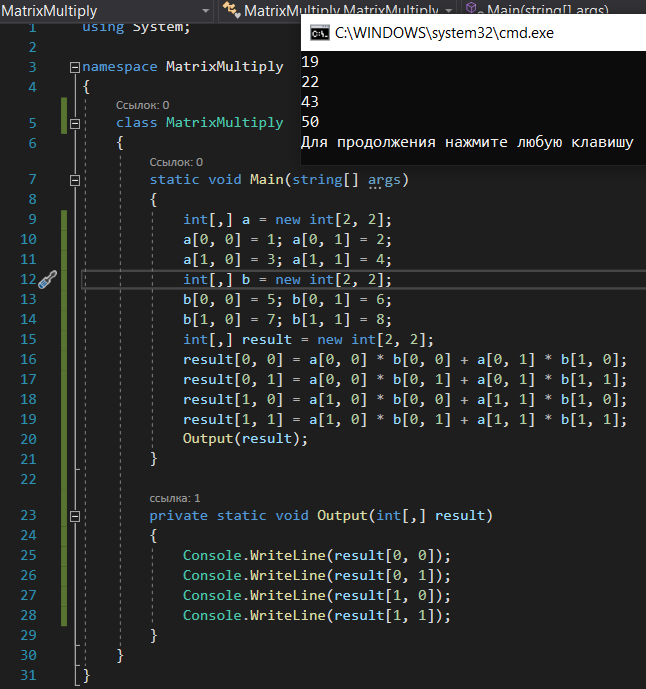 MatrixMultiply MatrixMultiply.MatrixMultiply Main(string[] args)
C:\WINDOWS\system32\cmd.exe
19
22
43
50
Для продолжения нажмите любую клавишу
1 using System;
2
3 namespace MatrixMultiply
4 {
Ссылок: 0
5 class MatrixMultiply
6 {
Ссылок: 0
7 static void Main(string[] args)
8 {
9 int[,] a = new int[2, 2];
10 a[0, 0] = 1; a[0, 1] = 2;
11 a[1, 0] = 3; a[1, 1] = 4;
12 int[,] b = new int[2, 2];
13 b[0, 0] = 5; b[0, 1] = 6;
14 b[1, 0] = 7; b[1, 1] = 8;
15 int[,] result = new int[2, 2];
16 result[0, 0] = a[0, 0] * b[0, 0] + a[0, 1] * b[1, 0];
17 result[0, 1] = a[0, 0] * b[0, 1] + a[0, 1] * b[1, 1];
18 result[1, 0] = a[1, 0] * b[0, 0] + a[1, 1] * b[1, 0];
19 result[1, 1] = a[1, 0] * b[0, 1] + a[1, 1] * b[1, 1];
20 Output(result);
21 }
22
ссылка: 1
23 private static void Output(int[,] result)
24 {
25 Console.WriteLine(result[0, 0]);
26 Console.WriteLine(result[0, 1]);
27 Console.WriteLine(result[1, 0]);
28 Console.WriteLine(result[1, 1]);
29 }
30 }
31 }